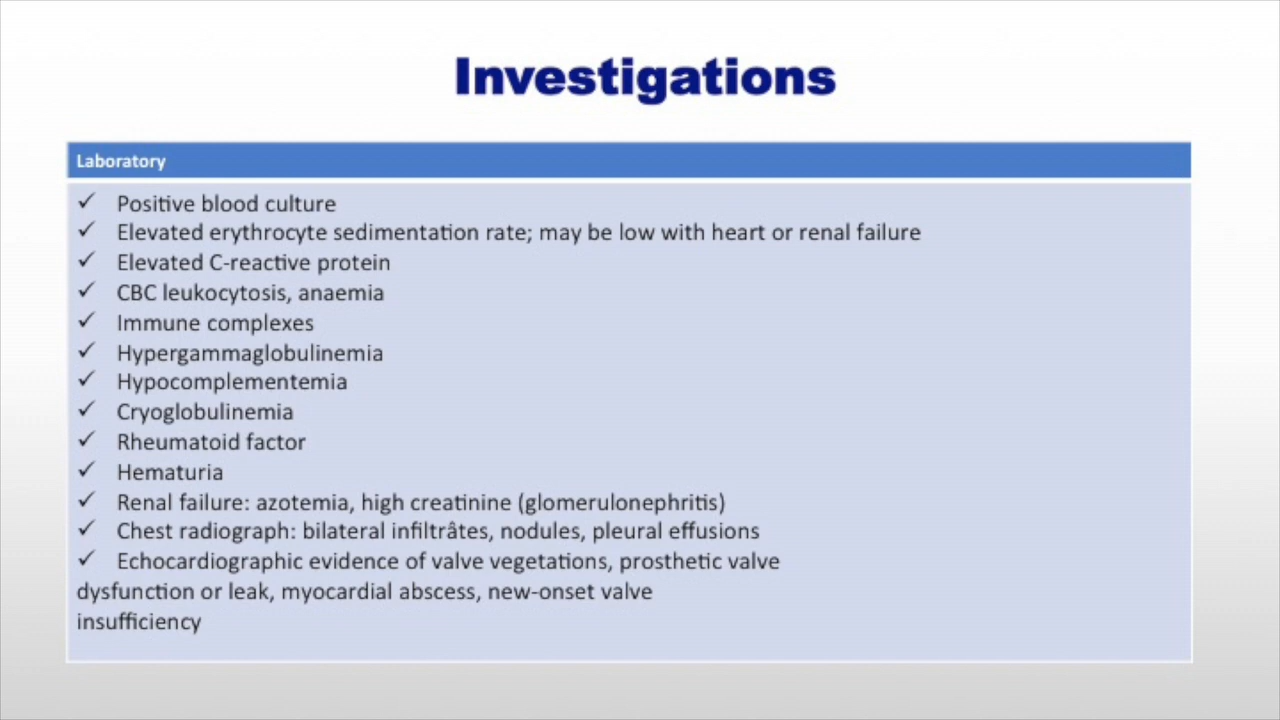 Investigations
Laboratory
✓ Positive blood culture
✓ Elevated erythrocyte sedimentation rate; may be low with heart or renal failure
✓ Elevated C-reactive protein
✓ CBC leukocytosis, anaemia
✓ Immune complexes
✓ Hypergammaglobulinemia
✓ Hypocomplementemia
✓ Cryoglobulinemia
✓ Rheumatoid factor
✓ Hematuria
✓ Renal failure: azotemia, high creatinine (glomerulonephritis)
✓ Chest radiograph: bilateral infiltrâtes, nodules, pleural effusions
✓ Echocardiographic evidence of valve vegetations, prosthetic valve
dysfunction or leak, myocardial abscess, new-onset valve
insufficiency